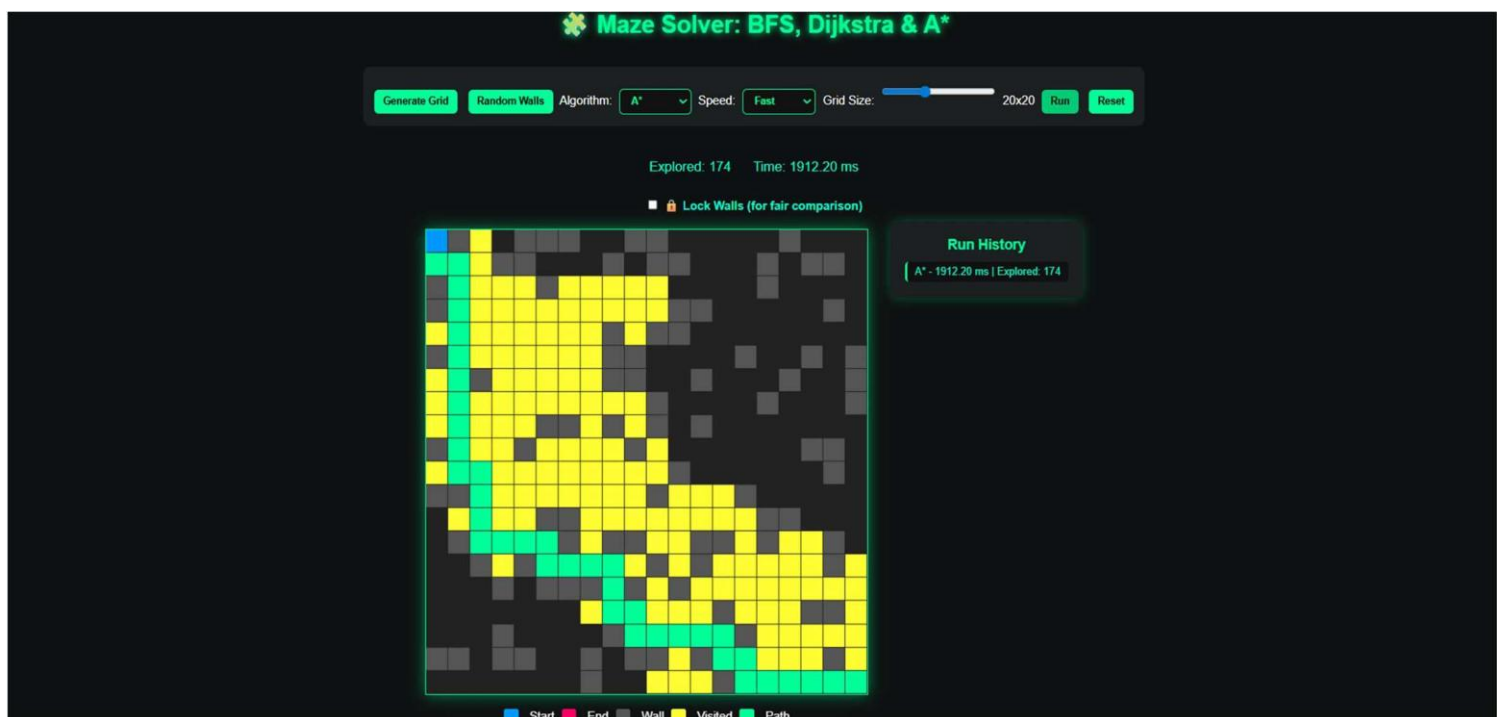 🧩 Maze Solver: BFS, Dijkstra & A*
Generate Grid Random Walls Algorithm: A* Speed: Fast Grid Size: 20x20 Run Reset
Explored: 174 Time: 1912.20 ms
🔒 Lock Walls (for fair comparison)
Run History
A* - 1912.20 ms | Explored: 174
Start End Wall Visited Path